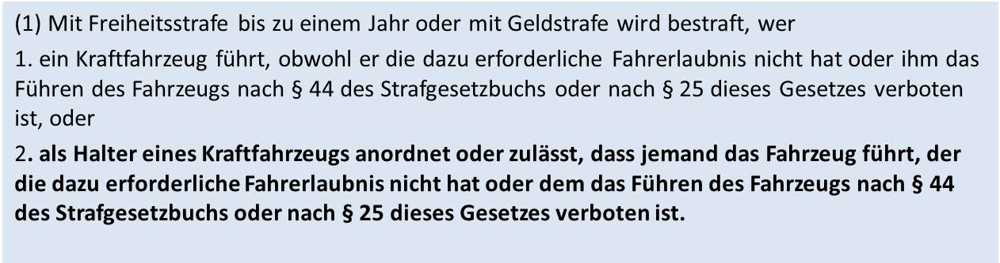 (1) Mit Freiheitsstrafe bis zu einem Jahr oder mit Geldstrafe wird bestraft, wer
1. ein Kraftfahrzeug führt, obwohl er die dazu erforderliche Fahrerlaubnis nicht hat oder ihm das
Führen des Fahrzeugs nach § 44 des Strafgesetzbuchs oder nach § 25 dieses Gesetzes verboten
ist, oder
2. als Halter eines Kraftfahrzeugs anordnet oder zulässt, dass jemand das Fahrzeug führt, der
die dazu erforderliche Fahrerlaubnis nicht hat oder dem das Führen des Fahrzeugs nach § 44
des Strafgesetzbuchs oder nach § 25 dieses Gesetzes verboten ist.